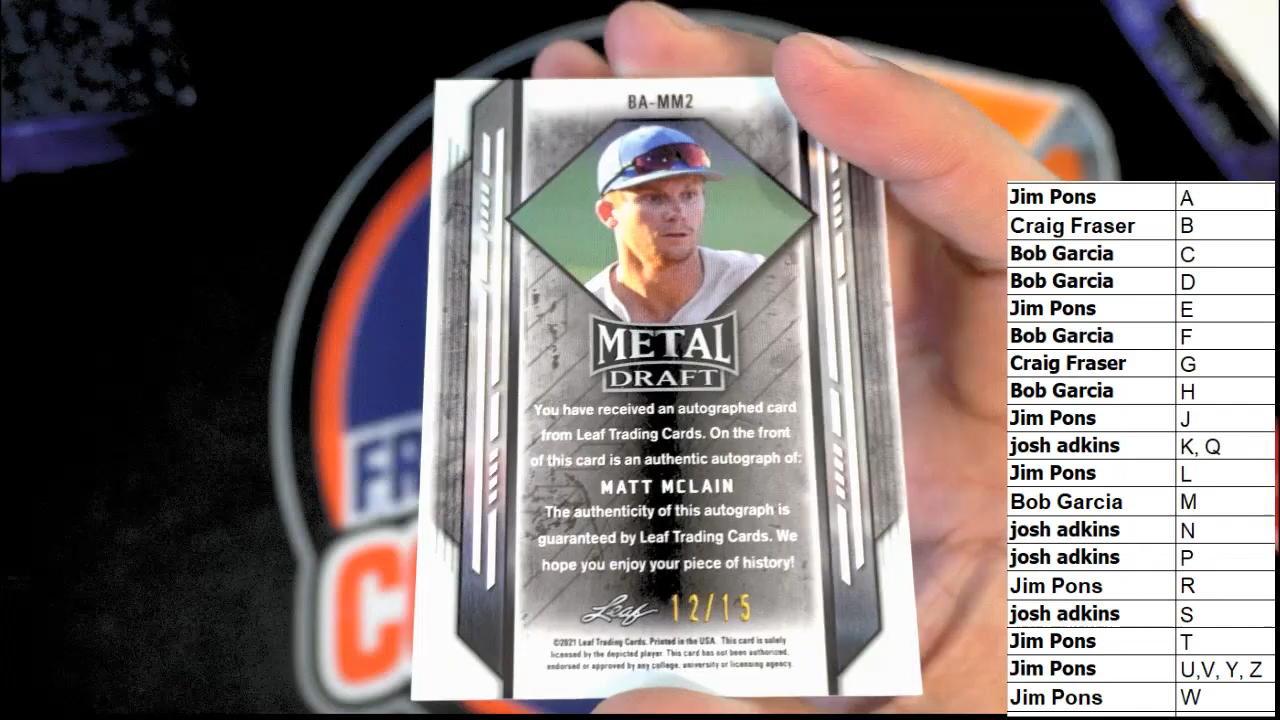 BA-MM2
METAL
DRAFT
You have received an autographed card
from Leaf Trading Cards. On the front
of this card is an authentic autograph of:
MATT MCLAIN
The authenticity of this autograph is
guaranteed by Leaf Trading Cards. We
hope you enjoy your piece of history!
Leaf 12/15
©2021 Leaf Trading Cards. Printed in the USA. This card is solely
licensed by the depicted player. This card has not been authorized,
endorsed or approved by any college, university or licensing agency.
FR
C
Jim Pons A
Craig Fraser B
Bob Garcia C
Bob Garcia D
Jim Pons E
Bob Garcia F
Craig Fraser G
Bob Garcia H
Jim Pons J
josh adkins K, Q
Jim Pons L
Bob Garcia M
josh adkins N
josh adkins P
Jim Pons R
josh adkins S
Jim Pons T
Jim Pons U,V, Y, Z
Jim Pons W